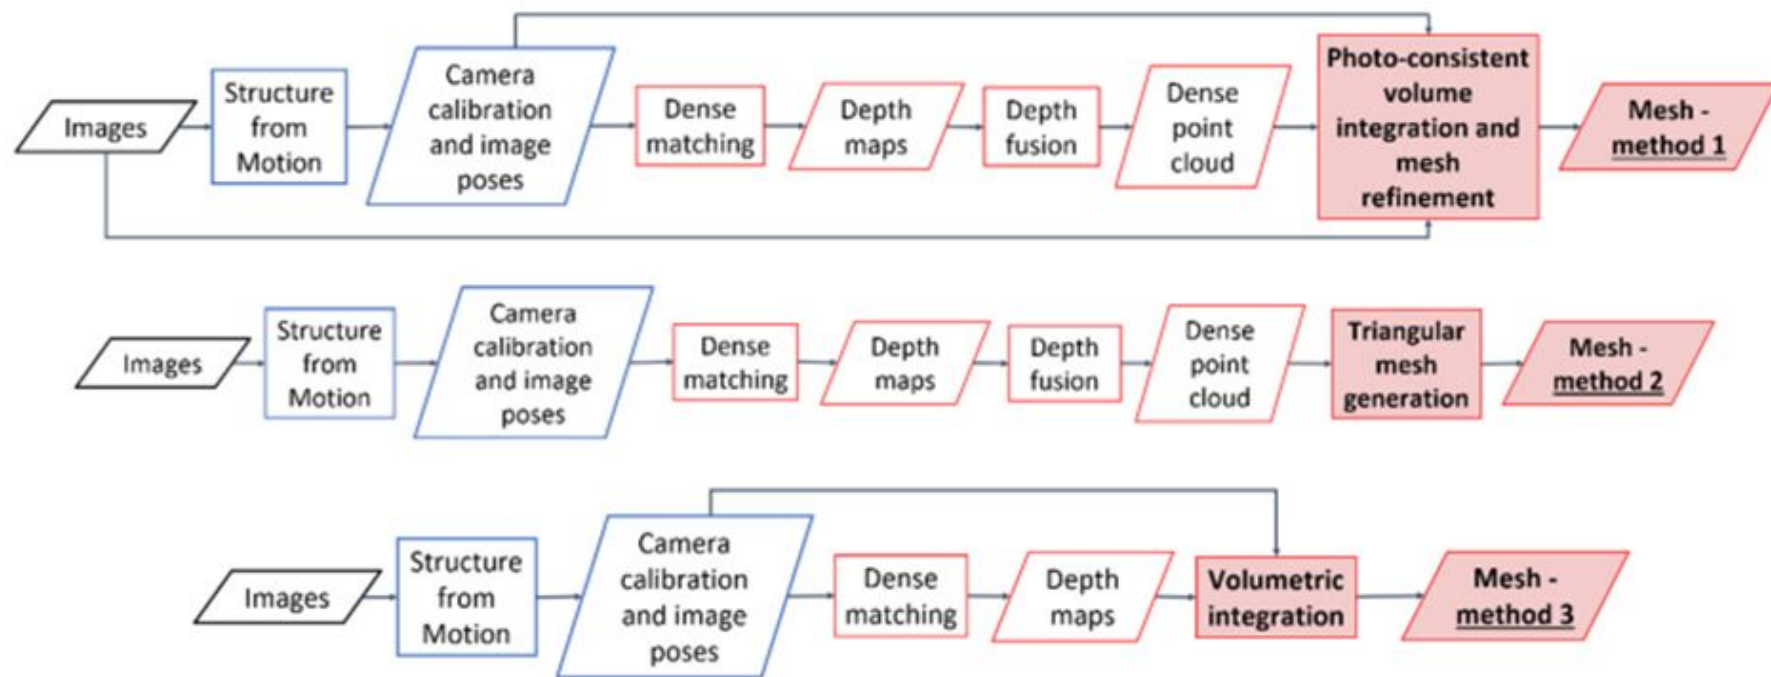 Images
Structure
from
Motion
Camera
calibration
and image
poses
Dense
matching
Depth
maps
Depth
fusion
Dense
point
cloud
Photo-consistent
volume
integration and
mesh
refinement
Mesh -
method 1
Images
Structure
from
Motion
Camera
calibration
and image
poses
Dense
matching
Depth
maps
Depth
fusion
Dense
point
cloud
Triangular
mesh
generation
Mesh -
method 2
Images
Structure
from
Motion
Camera
calibration
and image
poses
Dense
matching
Depth
maps
Volumetric
integration
Mesh -
method 3